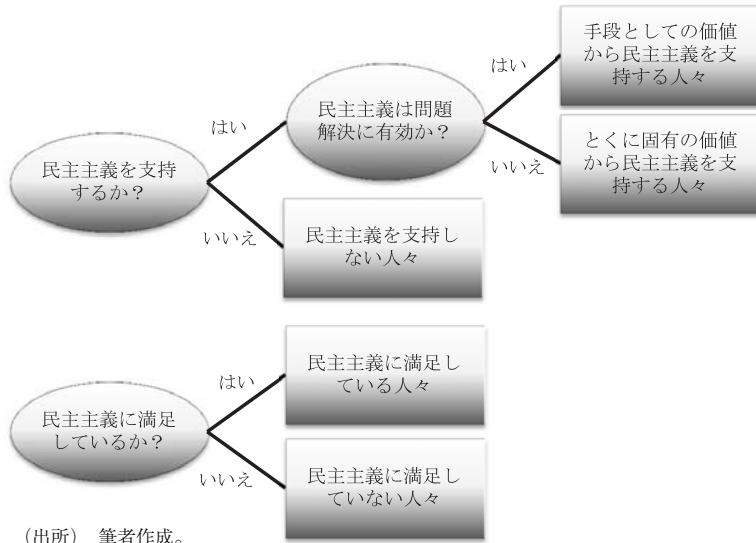 民主主義を支持
するか？
はい
いいえ
民主主義は問題
解決に有効か？
はい
いいえ
手段としての価値
から民主主義を支
持する人々
とくに固有の価値
から民主主義を支
持する人々
民主主義を支持し
ない人々
民主主義に満足
しているか？
はい
いいえ
民主主義に満足し
ている人々
民主主義に満足し
ていない人々
（出所）　筆者作成。